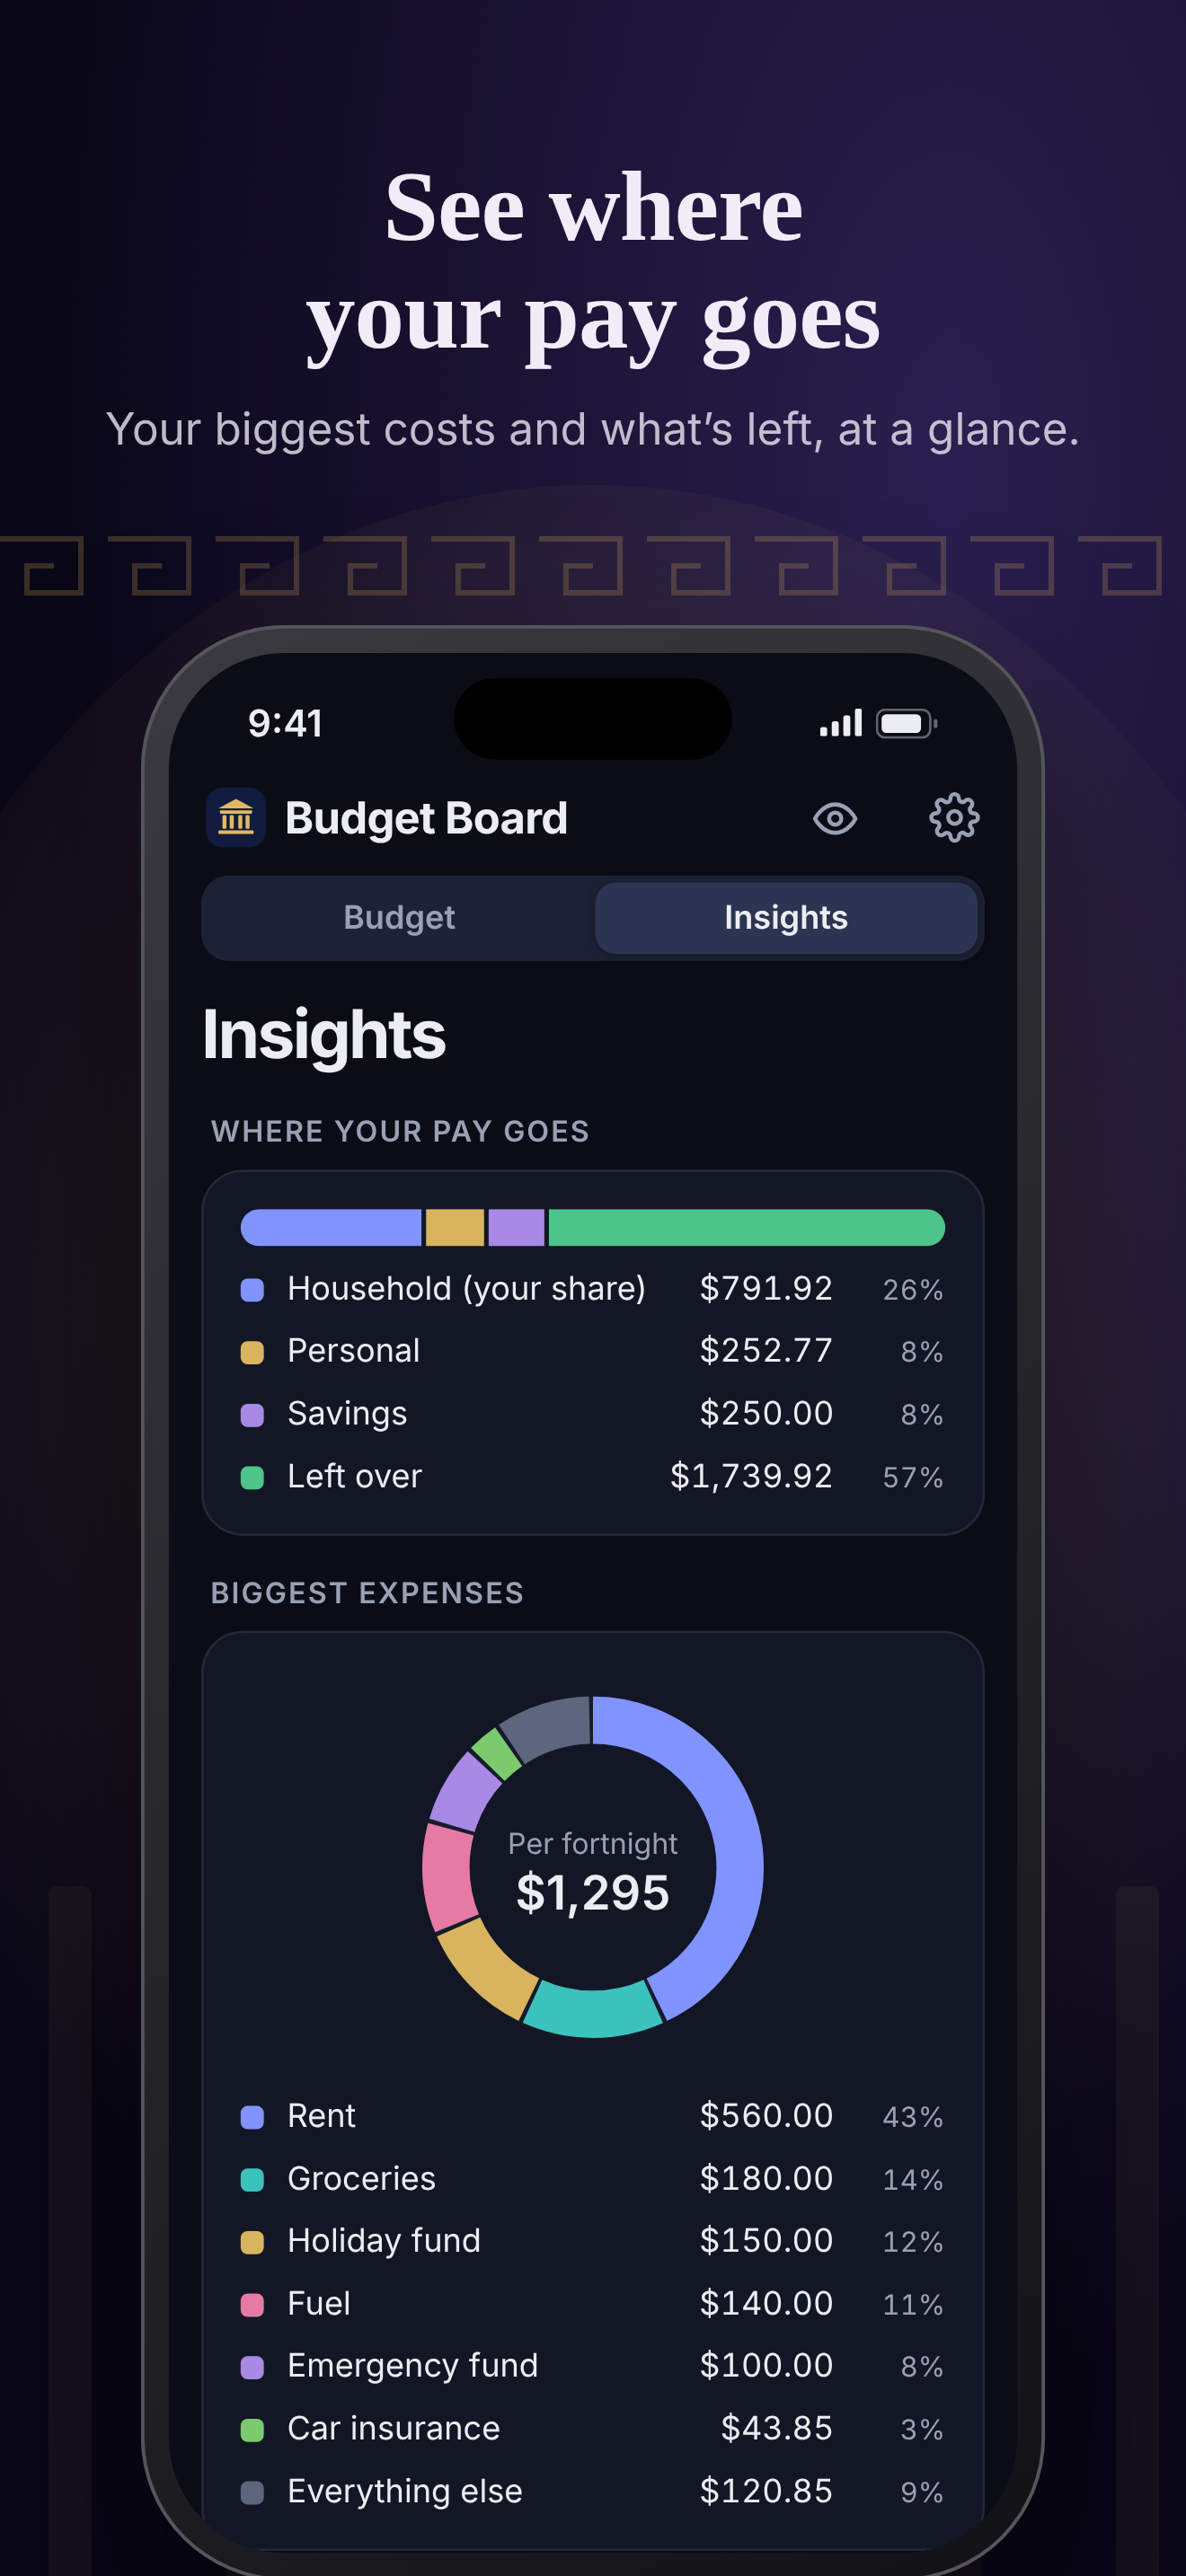 See where
your pay goes
Your biggest costs and what’s left, at a glance.
9:41
Budget Board
Budget Insights
Insights
WHERE YOUR PAY GOES
Household (your share) $791.92 26%
Personal $252.77 8%
Savings $250.00 8%
Left over $1,739.92 57%
BIGGEST EXPENSES
Per fortnight
$1,295
Rent $560.00 43%
Groceries $180.00 14%
Holiday fund $150.00 12%
Fuel $140.00 11%
Emergency fund $100.00 8%
Car insurance $43.85 3%
Everything else $120.85 9%